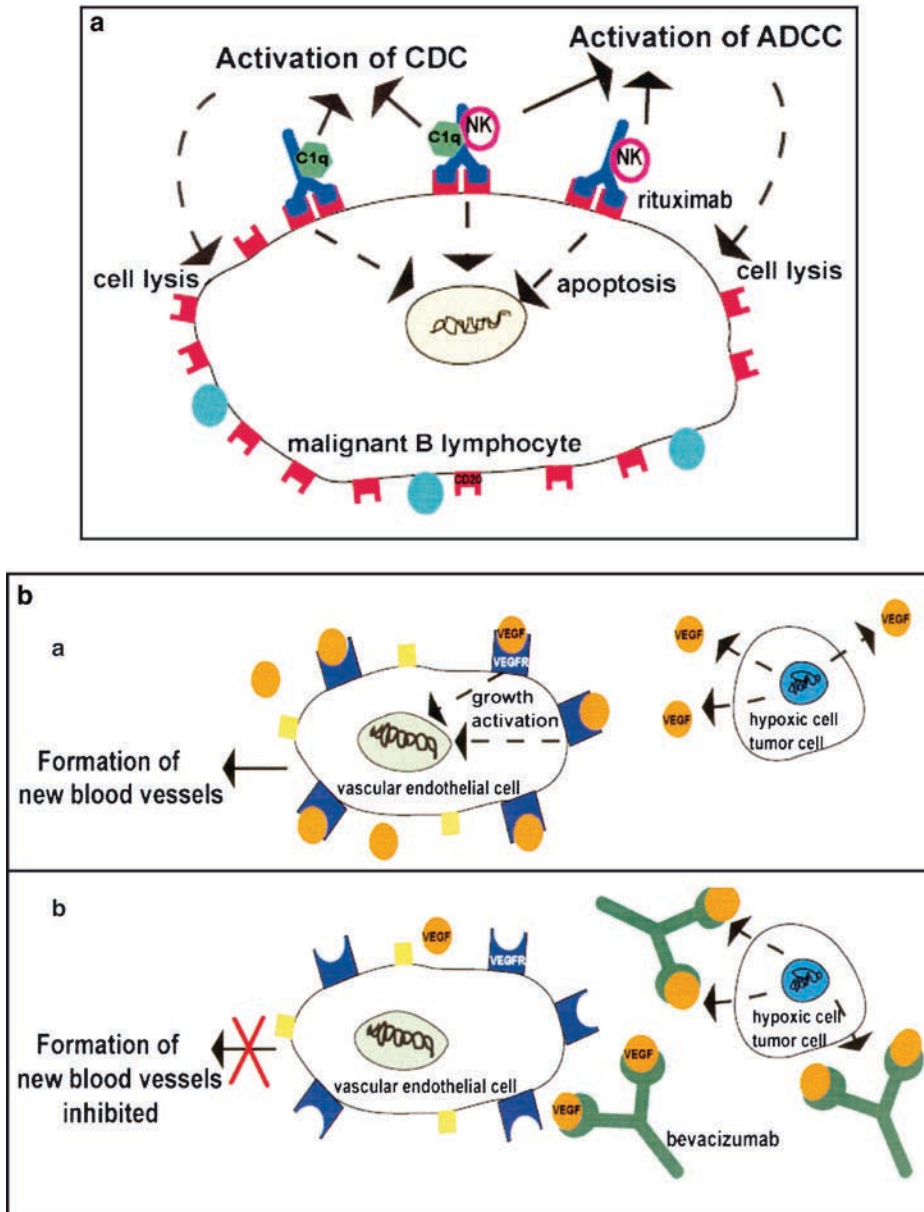 a
Activation of CDC
Activation of ADCC
C1q
C1q
NK
NK
rituximab
cell lysis
apoptosis
cell lysis
malignant B lymphocyte
CD20
b
a
VEGF
VEGFR
VEGF
VEGF
VEGF
growth
activation
hypoxic cell
tumor cell
Formation of
new blood vessels
vascular endothelial cell
b
VEGF
VEGFR
hypoxic cell
tumor cell
Formation of
new blood vessels
inhibited
vascular endothelial cell
VEGF
VEGF
bevacizumab